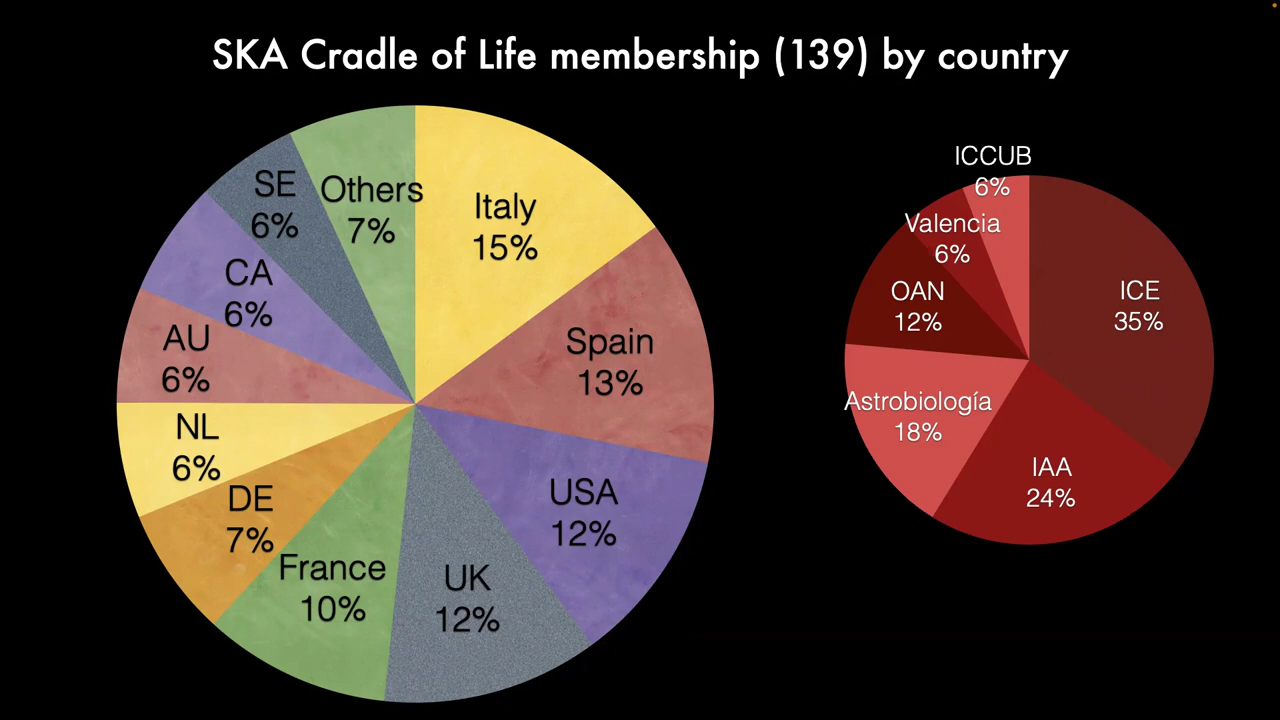 SKA Cradle of Life membership (139) by country
Italy
15%
Spain
13%
USA
12%
UK
12%
France
10%
DE
7%
NL
6%
AU
6%
CA
6%
SE
6%
Others
7%
ICE
35%
IAA
24%
Astrobiología
18%
OAN
12%
Valencia
6%
ICCUB
6%